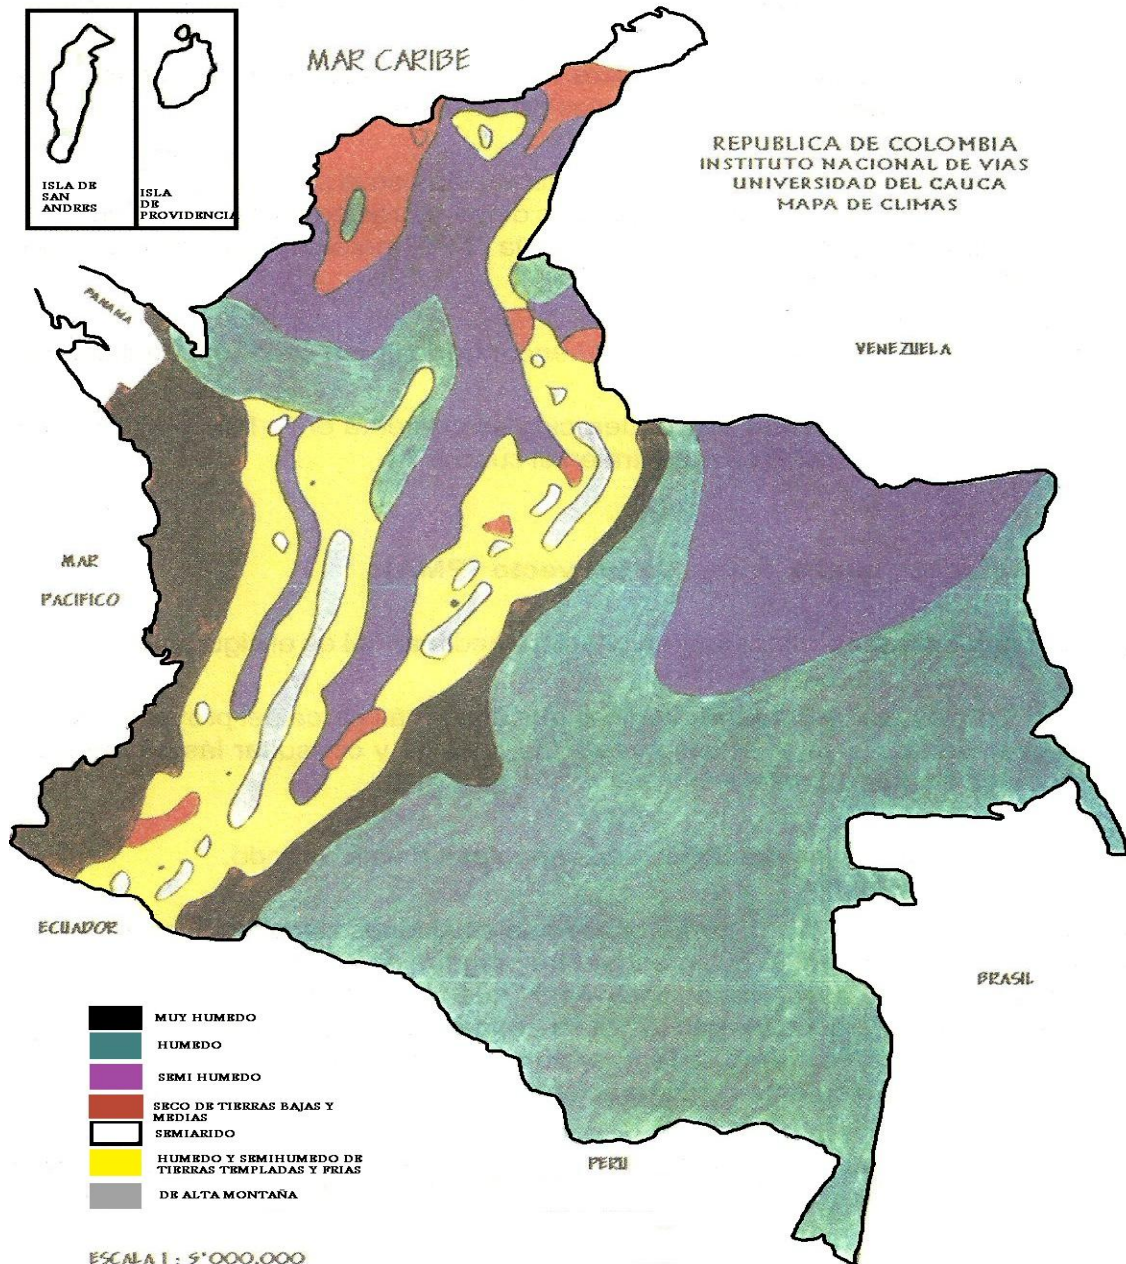 MAR CARIBE
REPUBLICA DE COLOMBIA
INSTITUTO NACIONAL DE VIAS
UNIVERSIDAD DEL CAUCA
MAPA DE CLIMAS
ISLA DE
SAN
ANDRES
ISLA
DE
PROVIDENCIA
PANAMA
VENEZUELA
MAR
PACIFICO
ECUADOR
BRASIL
PERU
MUY HUMEDO
HUMEDO
SEMI HUMEDO
SECO DE TIERRAS BAJAS Y
MEDIAS
SEMIARIDO
HUMEDO Y SEMIHUMEDO DE
TIERRAS TEMPLADAS Y FRIAS
DE ALTA MONTAÑA
ESCALA 1 : 5'000,000